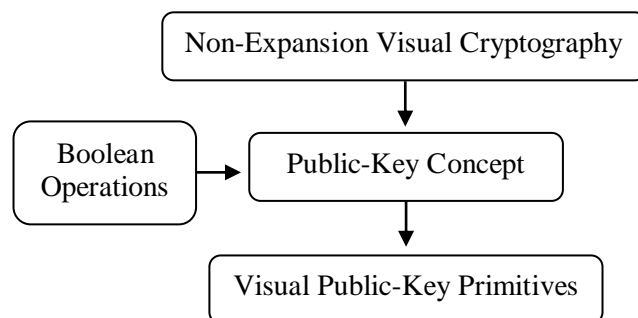 Non-Expansion Visual Cryptography
Boolean
Operations
Public-Key Concept
Visual Public-Key Primitives